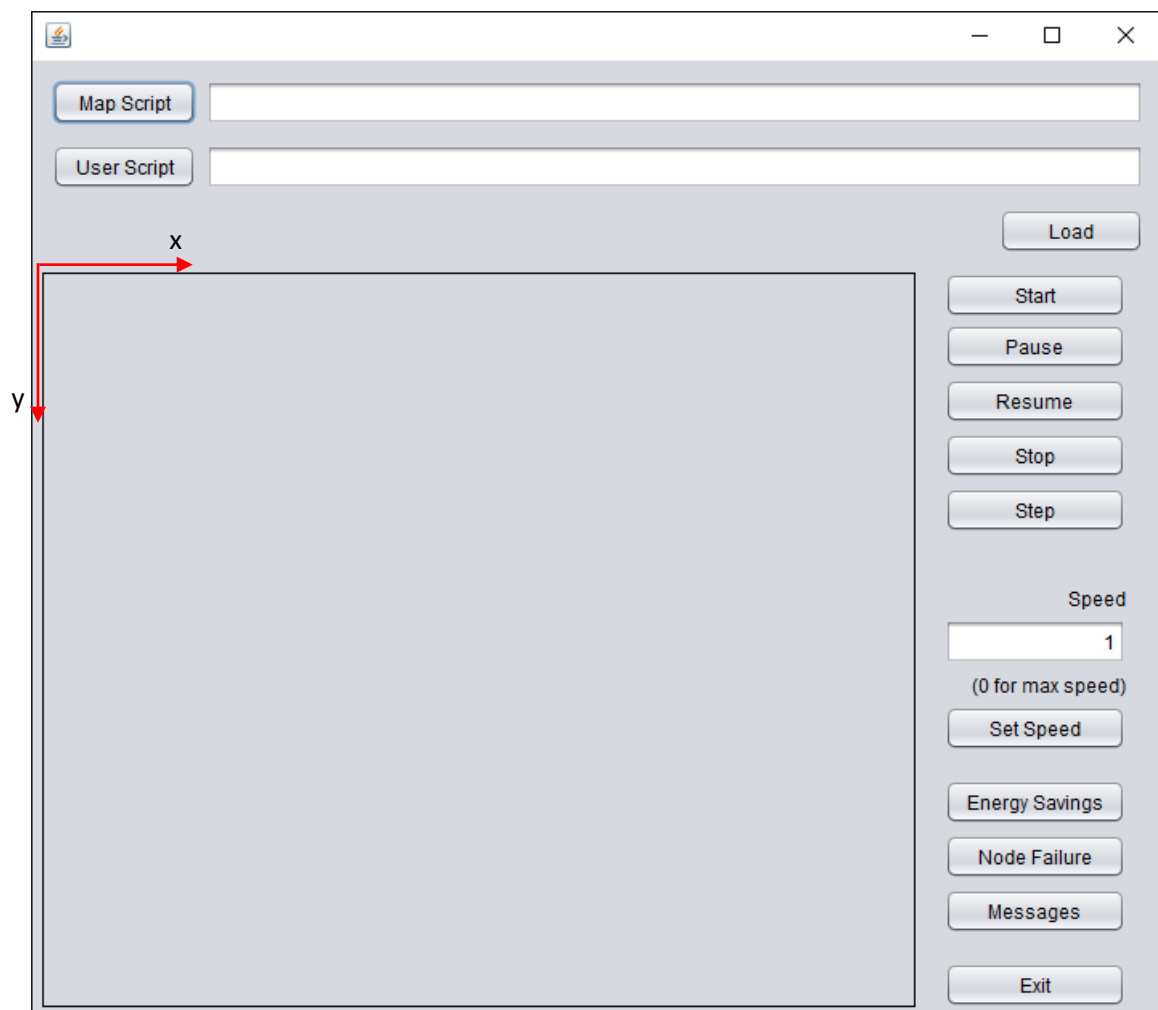 Map Script
User Script
Load
x
y
Start
Pause
Resume
Stop
Step
Speed
1
(0 for max speed)
Set Speed
Energy Savings
Node Failure
Messages
Exit